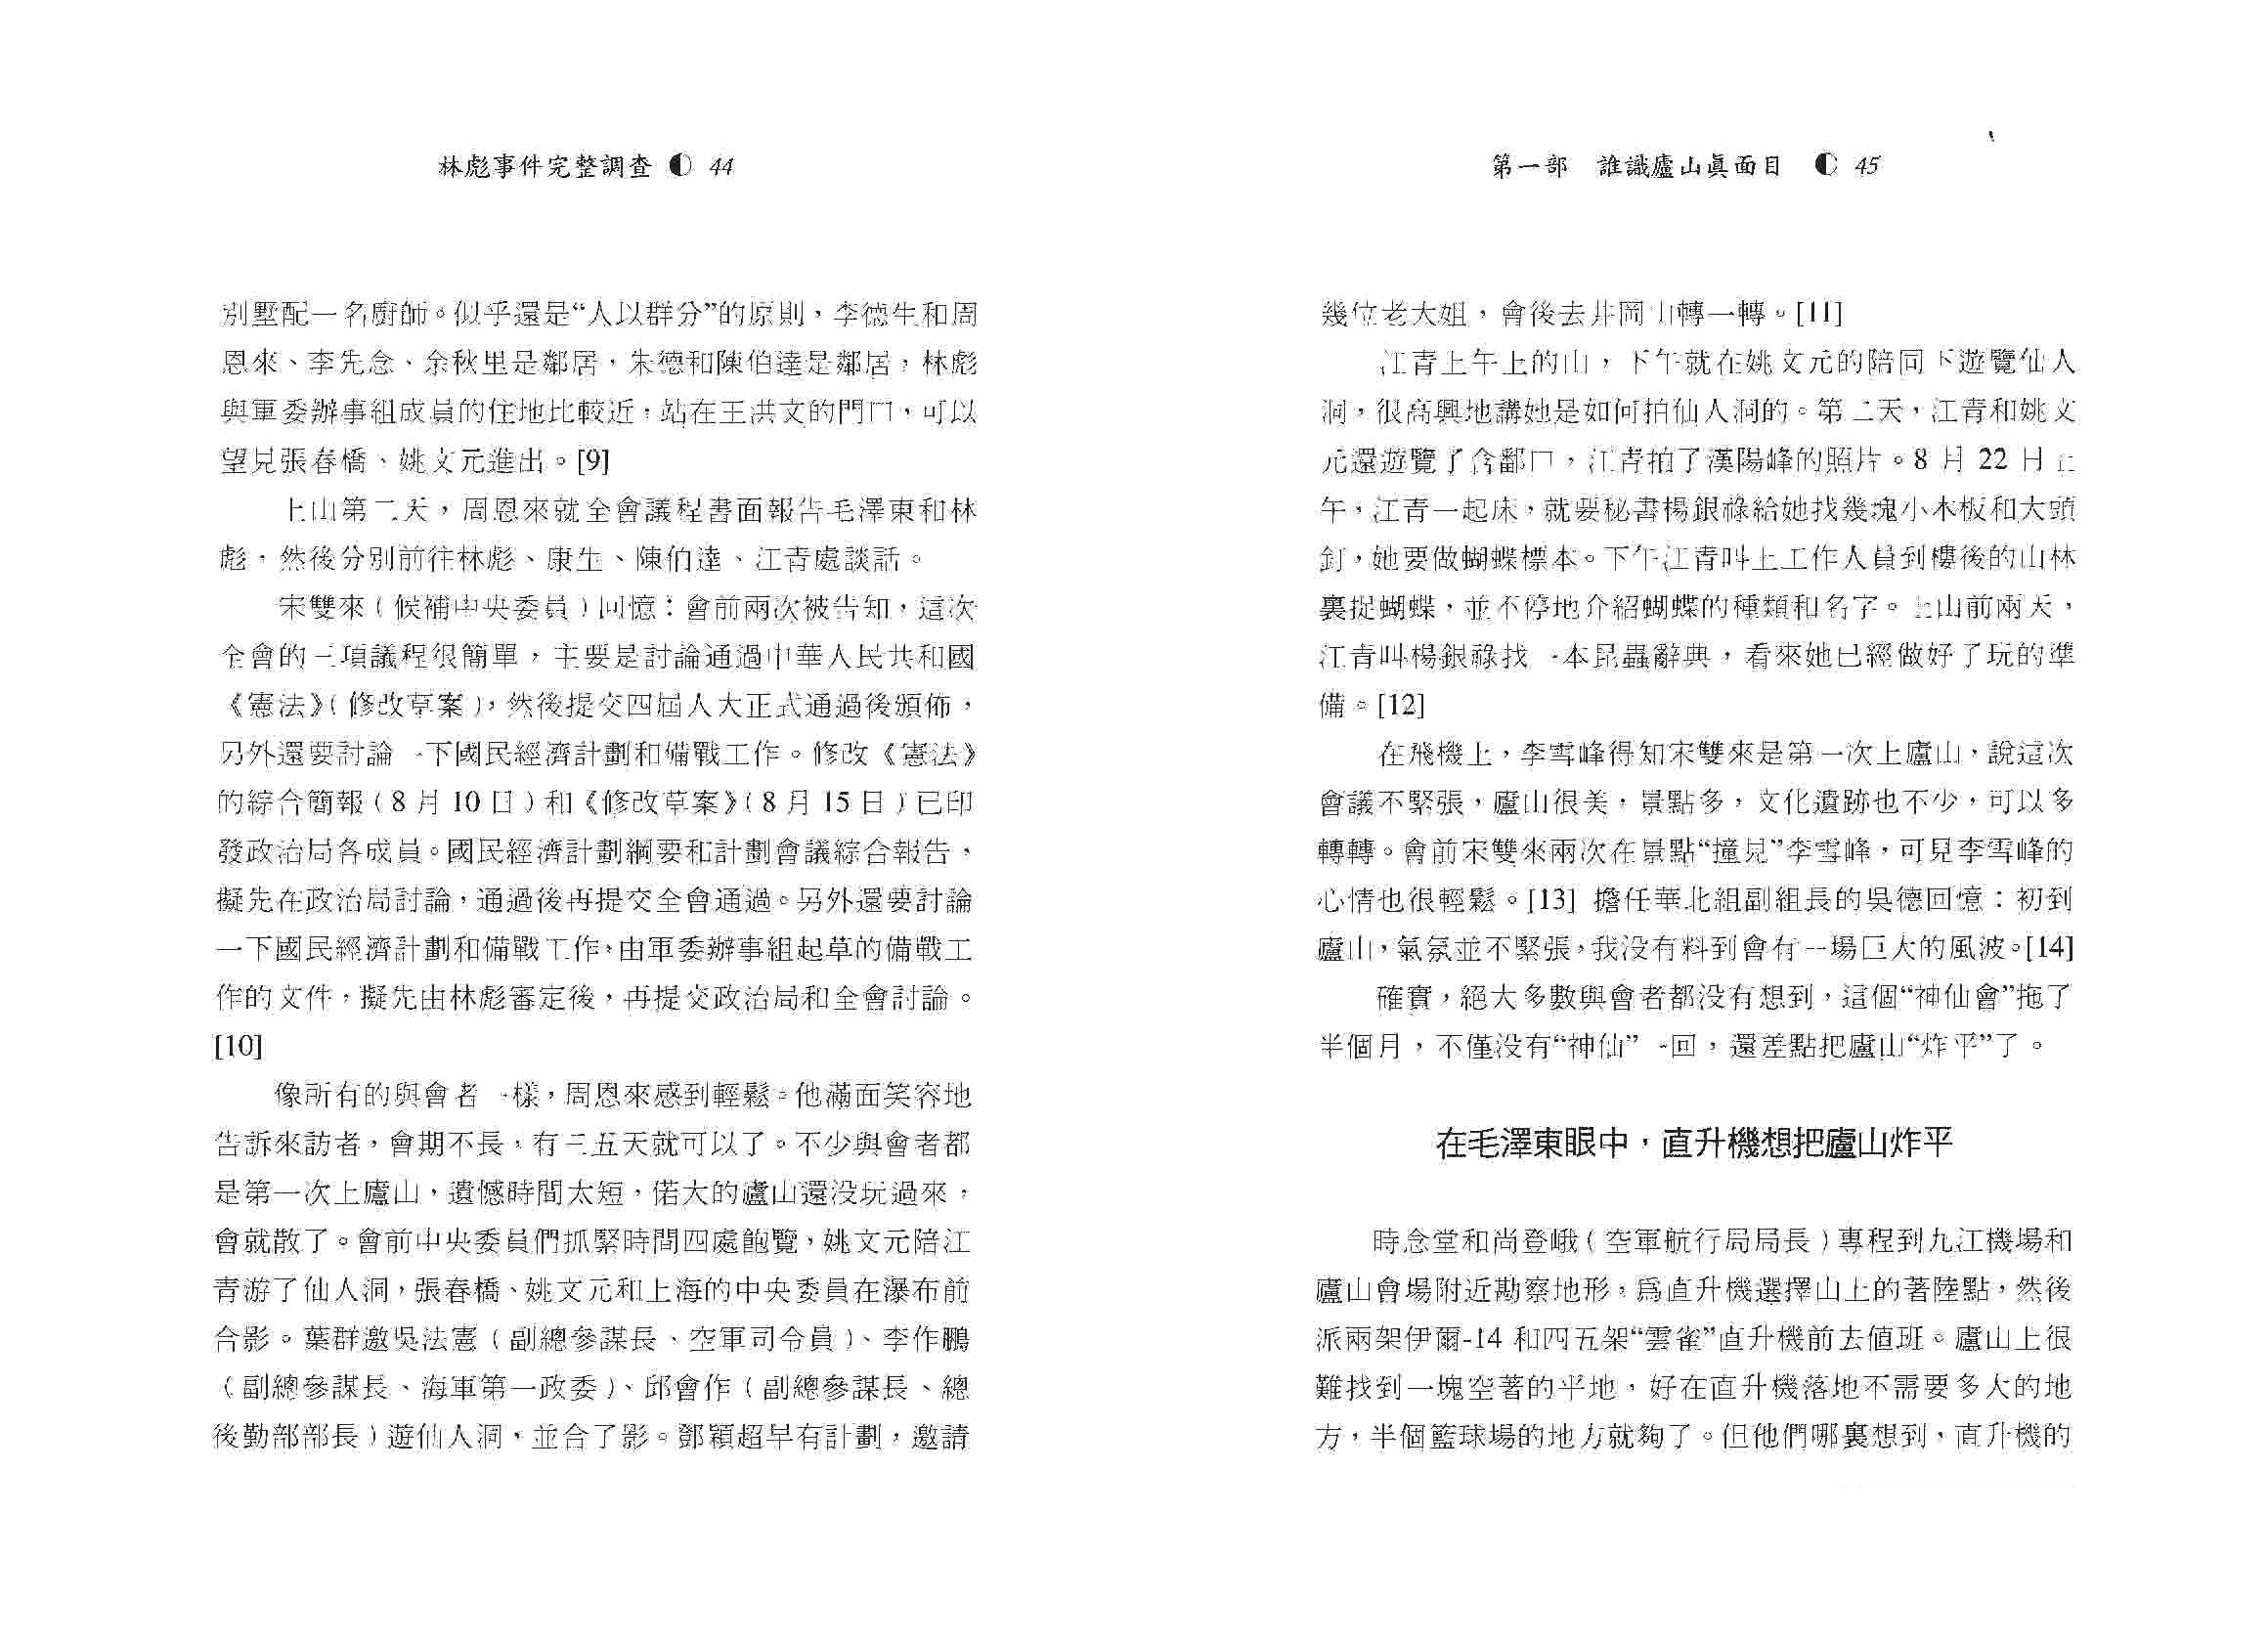 林彪事件完整調查 ◐ 44
別墅配一名廚師。似乎還是“人以群分”的原則，李德生和周
恩來、李先念、余秋里是鄰居，朱德和陳伯達是鄰居，林彪
與軍委辦事組成員的住地比較近，站在王洪文的門口，可以
望見張春橋、姚文元進出。[9]
上山第二天，周恩來就全會議程書面報告毛澤東和林
彪，然後分別前往林彪、康生、陳伯達、江青處談話。
宋雙來（候補中央委員）回憶：會前兩次被告知，這次
全會的三項議程很簡單，主要是討論通過中華人民共和國
《憲法》（修改草案），然後提交四屆人大正式通過後頒佈，
另外還要討論一下國民經濟計劃和備戰工作。修改《憲法》
的綜合簡報（8 月 10 日）和《修改草案》（8 月 15 日）已印
發政治局各成員。國民經濟計劃綱要和計劃會議綜合報告，
擬先在政治局討論，通過後再提交全會通過。另外還要討論
一下國民經濟計劃和備戰工作，由軍委辦事組起草的備戰工
作的文件，擬先由林彪審定後，再提交政治局和全會討論。
[10]
像所有的與會者一樣，周恩來感到輕鬆。他滿面笑容地
告訴來訪者，會期不長，有三五天就可以了。不少與會者都
是第一次上廬山，遺憾時間太短，偌大的廬山還没玩過來，
會就散了。會前中央委員們抓緊時間四處飽覽，姚文元陪江
青游了仙人洞，張春橋、姚文元和上海的中央委員在瀑布前
合影。葉群邀吳法憲（副總參謀長、空軍司令員）、李作鵬
（副總參謀長、海軍第一政委）、邱會作（副總參謀長、總
後勤部部長）遊仙人洞，並合了影。鄧穎超早有計劃，邀請
第一部　誰識廬山眞面目 ◐ 45
幾位老大姐，會後去井岡山轉一轉。[11]
江青上午上的山，下午就在姚文元的陪同下遊覽仙人
洞，很高興地講她是如何拍仙人洞的。第二天，江青和姚文
元還遊覽了含鄱口，江青拍了漢陽峰的照片。8 月 22 日正
午，江青一起床，就要秘書楊銀祿給她找幾塊小木板和大頭
釘，她要做蝴蝶標本。下午江青叫上工作人員到樓後的山林
裏捉蝴蝶，並不停地介紹蝴蝶的種類和名字。上山前兩天，
江青叫楊銀祿找一本昆蟲辭典，看來她已經做好了玩的準
備。[12]
在飛機上，李雪峰得知宋雙來是第一次上廬山，說這次
會議不緊張，廬山很美，景點多，文化遺跡也不少，可以多
轉轉。會前宋雙來兩次在景點“撞見”李雪峰，可見李雪峰的
心情也很輕鬆。[13] 擔任華北組副組長的吳德回憶：初到
廬山，氣氛並不緊張，我没有料到會有一場巨大的風波。[14]
確實，絕大多數與會者都没有想到，這個“神仙會”拖了
半個月，不僅没有“神仙”一回，還差點把廬山“炸平”了。
在毛澤東眼中，直升機想把廬山炸平
時念堂和尚登峨（空軍航行局局長）專程到九江機場和
廬山會場附近勘察地形，爲直升機選擇山上的著陸點，然後
派兩架伊爾-14 和四五架“雲雀”直升機前去値班。廬山上很
難找到一塊空著的平地，好在直升機落地不需要多大的地
方，半個籃球場的地方就夠了。但他們哪裏想到，直升機的